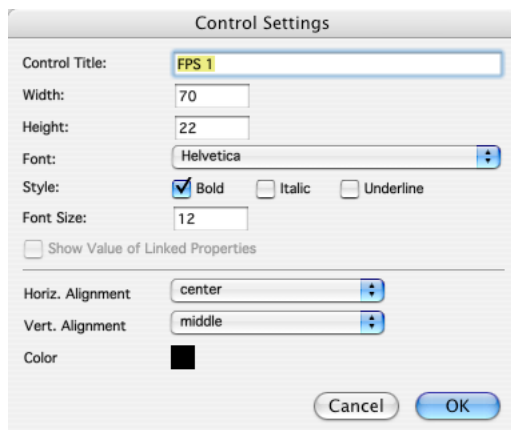 Control Settings
Control Title: FPS 1
Width: 70
Height: 22
Font: Helvetica
Style: Bold Italic Underline
Font Size: 12
Show Value of Linked Properties
Horiz. Alignment center
Vert. Alignment middle
Color
Cancel OK